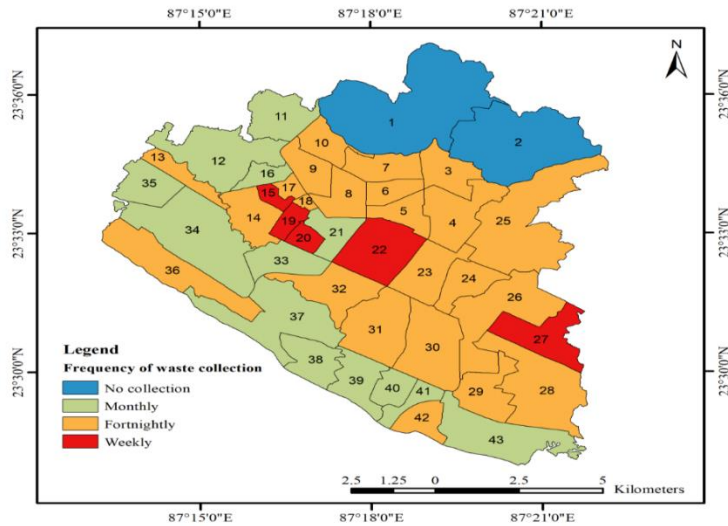 87°15'0"E 87°18'0"E 87°21'0"E
N
23°36'0"N 23°36'0"N
11
1
10
2
12 7
9 3
13 16
17 6
35 15 8
18
14 19 5 4 25
34 20 21
23°33'0"N 23°33'0"N
22
33 23
36 24
32 26
37
31 30 27
38
23°30'0"N 23°30'0"N
39 40 41 29 28
42
43
Legend
Frequency of waste collection
No collection
Monthly
Fortnightly
Weekly
2.5 1.25 0 2.5 5
Kilometers
87°15'0"E 87°18'0"E 87°21'0"E